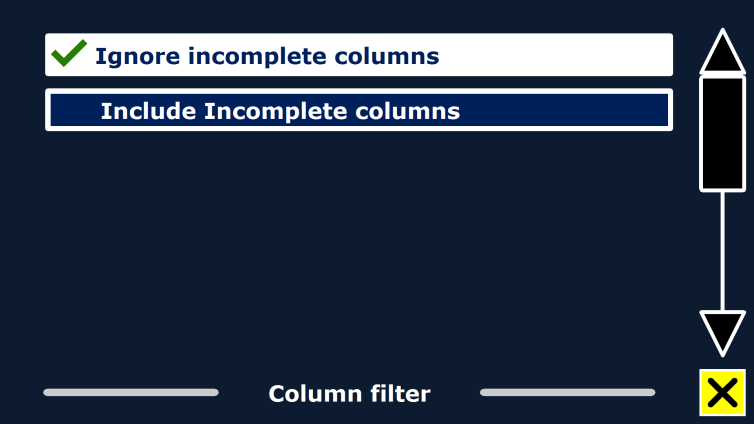 Ignore incomplete columns
Include Incomplete columns
Column filter